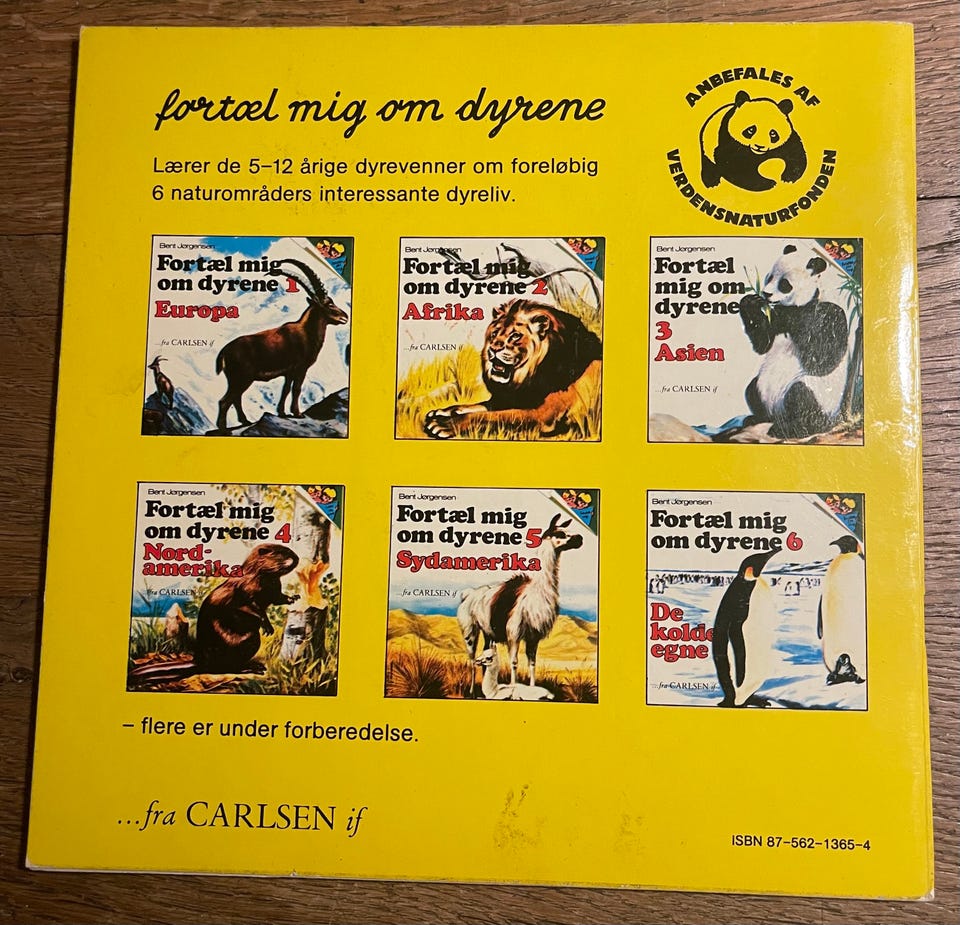 fortæl mig om dyrene
ANBEFALES AF
VERDENSNATURFONDEN
Lærer de 5–12 årige dyrevenner om foreløbig
6 naturområders interessante dyreliv.
Bent Jørgensen
Fortæl mig
om dyrene 1
Europa
...fra CARLSEN if
Bent Jørgensen
Fortæl mig
om dyrene 2
Afrika
...fra CARLSEN if
Bent Jørgensen
Fortæl
mig om
dyrene
3
Asien
...fra CARLSEN if
Bent Jørgensen
Fortæl mig
om dyrene 4
Nord-
amerika
...fra CARLSEN if
Bent Jørgensen
Fortæl mig
om dyrene 5
Sydamerika
...fra CARLSEN if
Bent Jørgensen
Fortæl mig
om dyrene 6
De
kolde
egne
...fra CARLSEN if
– flere er under forberedelse.
...fra CARLSEN if
ISBN 87–562–1365–4